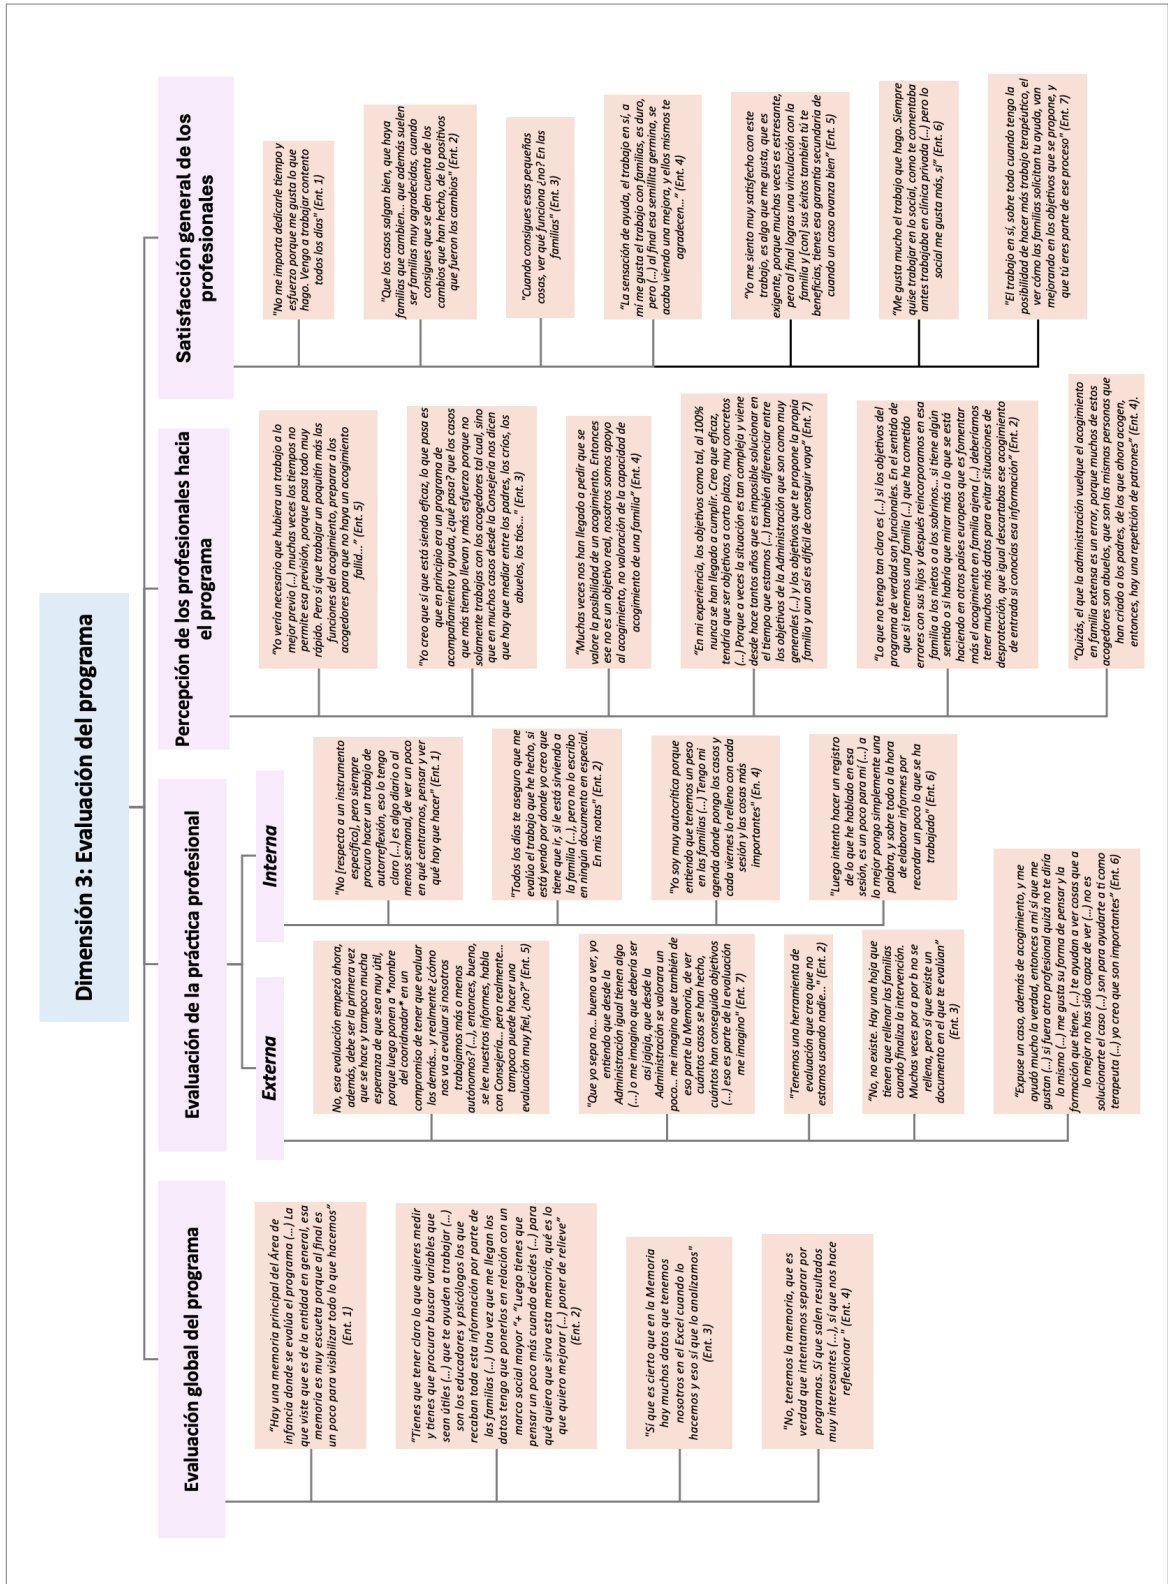 Dimensión 3: Evaluación del programa
Evaluación global del programa
"Hay una memoria principal del Área de
infancia donde se evalúa el programa (...) La
que viste que es de la entidad en general, esa
memoria es muy escueta porque al final es
un poco para visibilizar todo lo que hacemos"
(Ent. 1)
"Tienes que tener claro lo que quieres medir
y tienes que procurar buscar variables que
sean útiles (...) que te ayuden a trabajar (...)
son los educadores y psicólogos los que
recaban toda esta información por parte de
las familias (...) Una vez que me llegan los
datos tengo que ponerlos en relación con un
marco social mayor "+ "Luego tienes que
pensar un poco más cuando decides (...) para
qué quiero que sirva esta memoria, qué es lo
que quiero mejorar (...) poner de relieve"
(Ent. 2)
"Sí que es cierto que en la Memoria
hay muchos datos que tenemos
nosotros en el Excel cuando lo
hacemos y eso sí que lo analizamos"
(Ent. 3)
"No, tenemos la memoria, que es
verdad que intentamos separar por
programas. Sí que salen resultados
muy interesantes (...), sí que nos hace
reflexionar " (Ent. 4)
Evaluación de la práctica profesional
Externa
No, esa evaluación empezó ahora,
además, debe ser la primera vez
que se hace y tampoco mucha
esperanza de que sea muy útil,
porque luego ponen a *nombre
del cooridnador* en un
compromiso de tener que evaluar
los demás... y realmente ¿cómo
nos va a evaluar si nosotros
trabajamos más o menos
autónomos? (...), entonces, bueno,
se lee nuestros informes, habla
con Consejería... pero realmente...
tampoco puede hacer una
evaluación muy fiel, ¿no?" (Ent. 5)
"Que yo sepa no... bueno a ver, yo
entiendo que desde la
Administración igual tienen algo
(...) o me imagino que debería ser
así jajaja, que desde la
Administración se valorara un
poco... me imagino que también de
eso parte la Memoria, de ver
cuántos casos se han hecho,
cuántos han conseguido objetivos
(...) eso es parte de la evaluación
me imagino" (Ent. 7)
"Tenemos una herramienta de
evaluación que creo que no
estamos usando nadie..." (Ent. 2)
"No, no existe. Hay una hoja que
tienen que rellenar las familias
cuando finaliza la intervención.
Muchas veces por a por b no se
rellena, pero sí que existe un
documento en el que te evalúan"
(Ent. 3)
"Expuse un caso, además de acogimiento, y me
ayudó mucho la verdad, entonces a mí sí que me
gustan (...) si fuera otro profesional quizá no te diría
lo mismo (...) me gusta su forma de pensar y la
formación que tiene. (...) te ayudan a ver cosas que a
lo mejor no has sido capaz de ver (...) no es
solucionarte el caso (...) son para ayudarte a ti como
terapeuta (...) yo creo que son importantes" (Ent. 6)
Interna
"No [respecto a un instrumento
específico], pero siempre
procuro hacer un trabajo de
autorreflexión, eso lo tengo
claro (...) es algo diario o al
menos semanal, de ver un poco
en qué centrarnos, pensar y ver
qué hay que hacer" (Ent. 1)
"Todos los días te aseguro que me
evalúo el trabajo que he hecho, si
está yendo por donde yo creo que
tiene que ir, si le está sirviendo a
la familia (...), pero no lo escribo
en ningún documento en especial.
En mis notas" (Ent. 2)
"Yo soy muy autocrítica porque
entiendo que tenemos un peso
en las familias (...) Tengo mi
agenda donde pongo los casos y
cada viernes lo relleno con cada
sesión y las cosas más
importantes" (En. 4)
"Luego intento hacer un registro
de lo que he hablado en esa
sesión, es un poco para mí (...) a
lo mejor pongo simplemente una
palabra, y sobre todo a la hora
de elaborar informes por
recordar un poco lo que se ha
trabajado" (Ent. 6)
Percepción de los profesionales hacia
el programa
"Yo vería necesario que hubiera un trabajo a lo
mejor previo (...) muchas veces los tiempos no
permite esa previsión, porque pasa todo muy
rápido. Pero sí que trabajar un poquitín más las
funciones del acogimiento, preparar a los
acogedores para que no haya un acogimiento
fallid..." (Ent. 5)
"Yo creo que sí que está siendo eficaz, lo que pasa es
que en principio era un programa de
acompañamiento y ayuda, ¿qué pasa? que los casos
que más tiempo llevan y más esfuerzo porque no
solamente trabajas con los acogedores tal cual, sino
que en muchos casos desde la Consejería nos dicen
que hay que mediar entre los padres, los críos, los
abuelos, los tíos..." (Ent. 3)
"Muchas veces nos han llegado a pedir que se
valore la posibilidad de un acogimiento. Entonces
ese no es un objetivo real, nosotros somos apoyo
al acogimiento, no valoración de la capacidad de
acogimiento de una familia" (Ent. 4)
"En mi experiencia, los objetivos como tal, al 100%
nunca se han llegado a cumplir. Creo que eficaz,
tendría que ser objetivos a corto plazo, muy concretos
(...) Porque a veces la situación es tan compleja y viene
desde hace tantos años que es imposible solucionar en
el tiempo que estamos (...) también diferenciar entre
los objetivos de la Administración que son como muy
generales (...) y los objetivos que te propone la propia
familia y aun así es difícil de conseguir vaya" (Ent. 7)
"Lo que no tengo tan claro es (...) si los objetivos del
programa de verdad son funcionales. En el sentido de
que si tenemos una familia (...) que ha cometido
errores con sus hijos y después reincorporamos en esa
familia a los nietos o a los sobrinos... si tiene algún
sentido o si habría que mirar más a lo que se está
haciendo en otros países europeos que es fomentar
más el acogimiento en familia ajena (...) deberíamos
tener muchos más datos para evitar situaciones de
desprotección, que igual descartabas ese acogimiento
de entrada si conocías esa información" (Ent. 2)
"Quizás, el que la administración vuelque el acogimiento
en familia extensa es un error, porque muchos de estos
acogedores son abuelos, que son las mismas personas que
han criado a los padres, de los que ahora acogen,
entonces, hay una repetición de patrones" (Ent. 4).
Satisfacción general de los
profesionales
"No me importa dedicarle tiempo y
esfuerzo porque me gusta lo que
hago. Vengo a trabajar contento
todos los días" (Ent. 1)
"Que los casos salgan bien, que haya
familias que cambien... que además suelen
ser familias muy agradecidas, cuando
consigues que se den cuenta de los
cambios que han hecho, de lo positivos
que fueron los cambios" (Ent. 2)
"Cuando consigues esas pequeñas
cosas, ver qué funciona ¿no? En las
familias" (Ent. 3)
"La sensación de ayuda, el trabajo en sí, a
mí me gusta el trabajo con familias, es duro,
pero (...) al final esa semillita germina, se
acaba viendo una mejora, y ellos mismos te
agradecen..." (Ent. 4)
"Yo me siento muy satisfecho con este
trabajo, es algo que me gusta, que es
exigente, porque muchas veces es estresante,
pero al final logras una vinculación con la
familia y [con] sus éxitos también tú te
beneficias, tienes esa garantía secundaria de
cuando un caso avanza bien" (Ent. 5)
"Me gusta mucho el trabajo que hago. Siempre
quise trabajar en lo social, como te comentaba
antes trabajaba en clínica privada (...) pero lo
social me gusta más, sí" (Ent. 6)
"El trabajo en sí, sobre todo cuando tengo la
posibilidad de hacer más trabajo terapéutico, el
ver cómo las familias solicitan tu ayuda, van
mejorando en los objetivos que se propone, y
que tú eres parte de ese proceso" (Ent. 7)